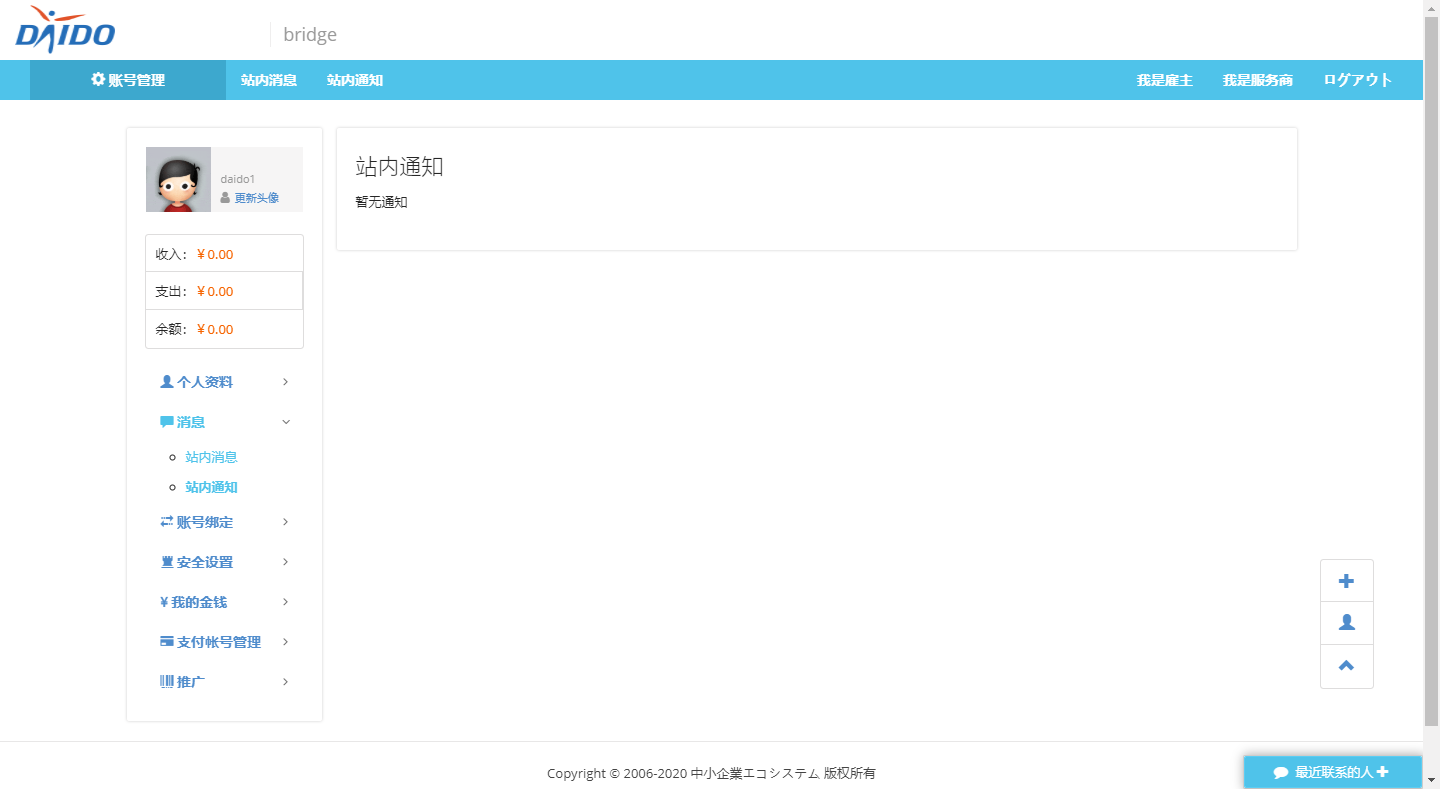 DAIDO
bridge
账号管理 站内消息 站内通知 我是雇主 我是服务商 ログアウト
daido1
更新头像
收入：￥0.00
支出：￥0.00
余额：￥0.00
个人资料
消息
站内消息
站内通知
账号绑定
安全设置
¥ 我的金钱
支付帐号管理
推广
站内通知
暂无通知
Copyright © 2006-2020 中小企業エコシステム 版权所有
最近联系的人